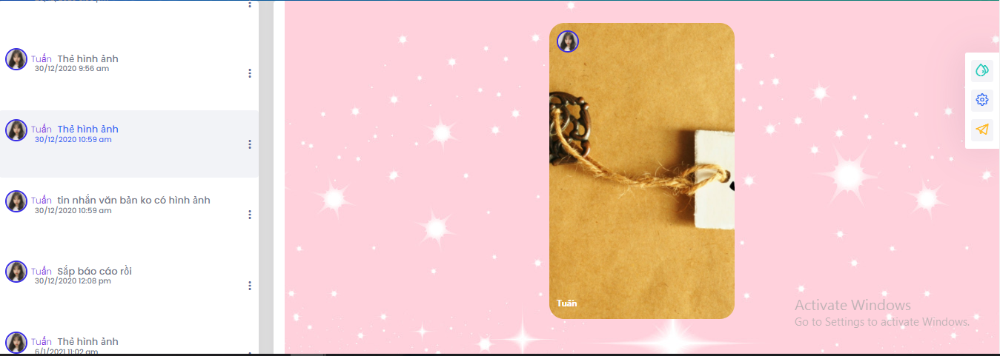 Tuấn Thẻ hình ảnh
30/12/2020 9:56 am
Tuấn Thẻ hình ảnh
30/12/2020 10:59 am
Tuấn tin nhắn văn bản ko có hình ảnh
30/12/2020 10:59 am
Tuấn Sắp báo cáo rồi
30/12/2020 12:08 pm
Tuấn Thẻ hình ảnh
6/1/2021 11:02 am
Tuấn
Activate Windows
Go to Settings to activate Windows.